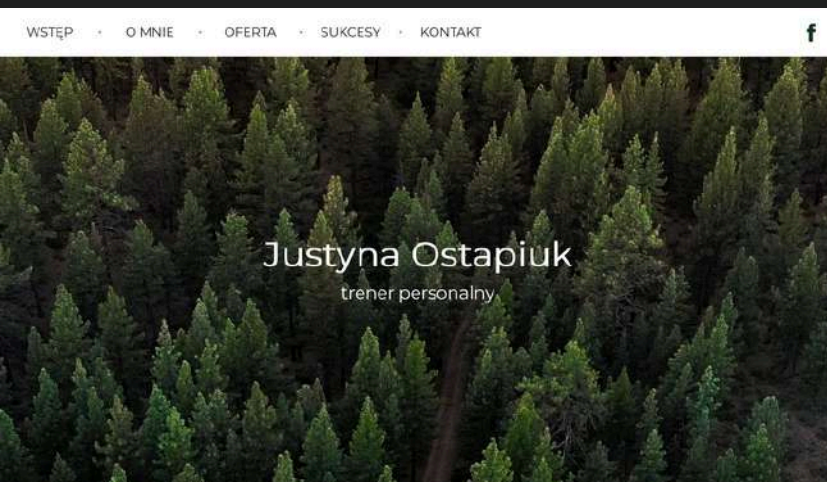 WSTĘP · O MNIE · OFERTA · SUKCESY · KONTAKT f
Justyna Ostapiuk
trener personalny